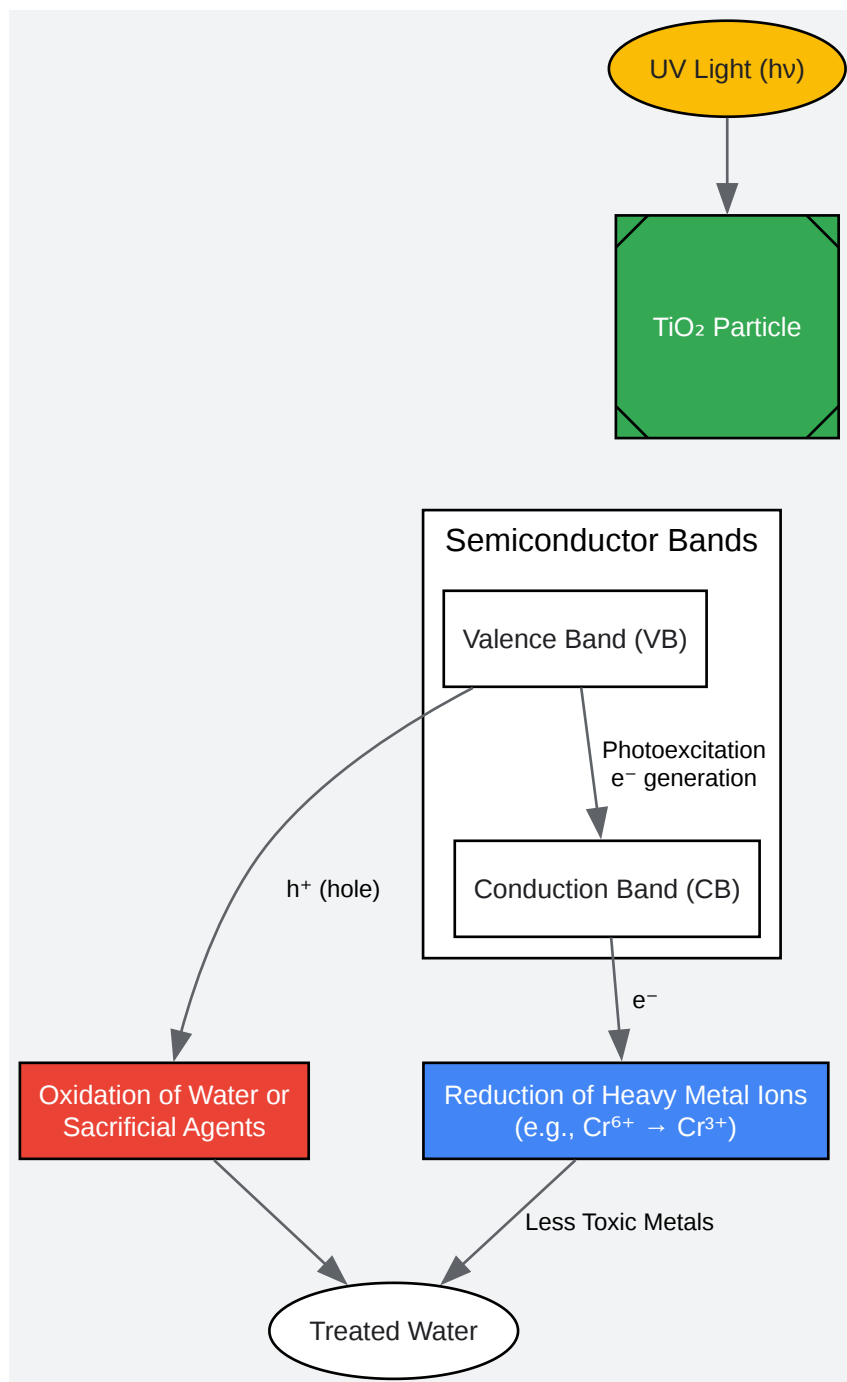 UV Light (hν)
TiO₂ Particle
Semiconductor Bands
Valence Band (VB)
Photoexcitation
e⁻ generation
Conduction Band (CB)
h⁺ (hole)
e⁻
Oxidation of Water or
Sacrificial Agents
Reduction of Heavy Metal Ions
(e.g., Cr⁶⁺ → Cr³⁺)
Less Toxic Metals
Treated Water